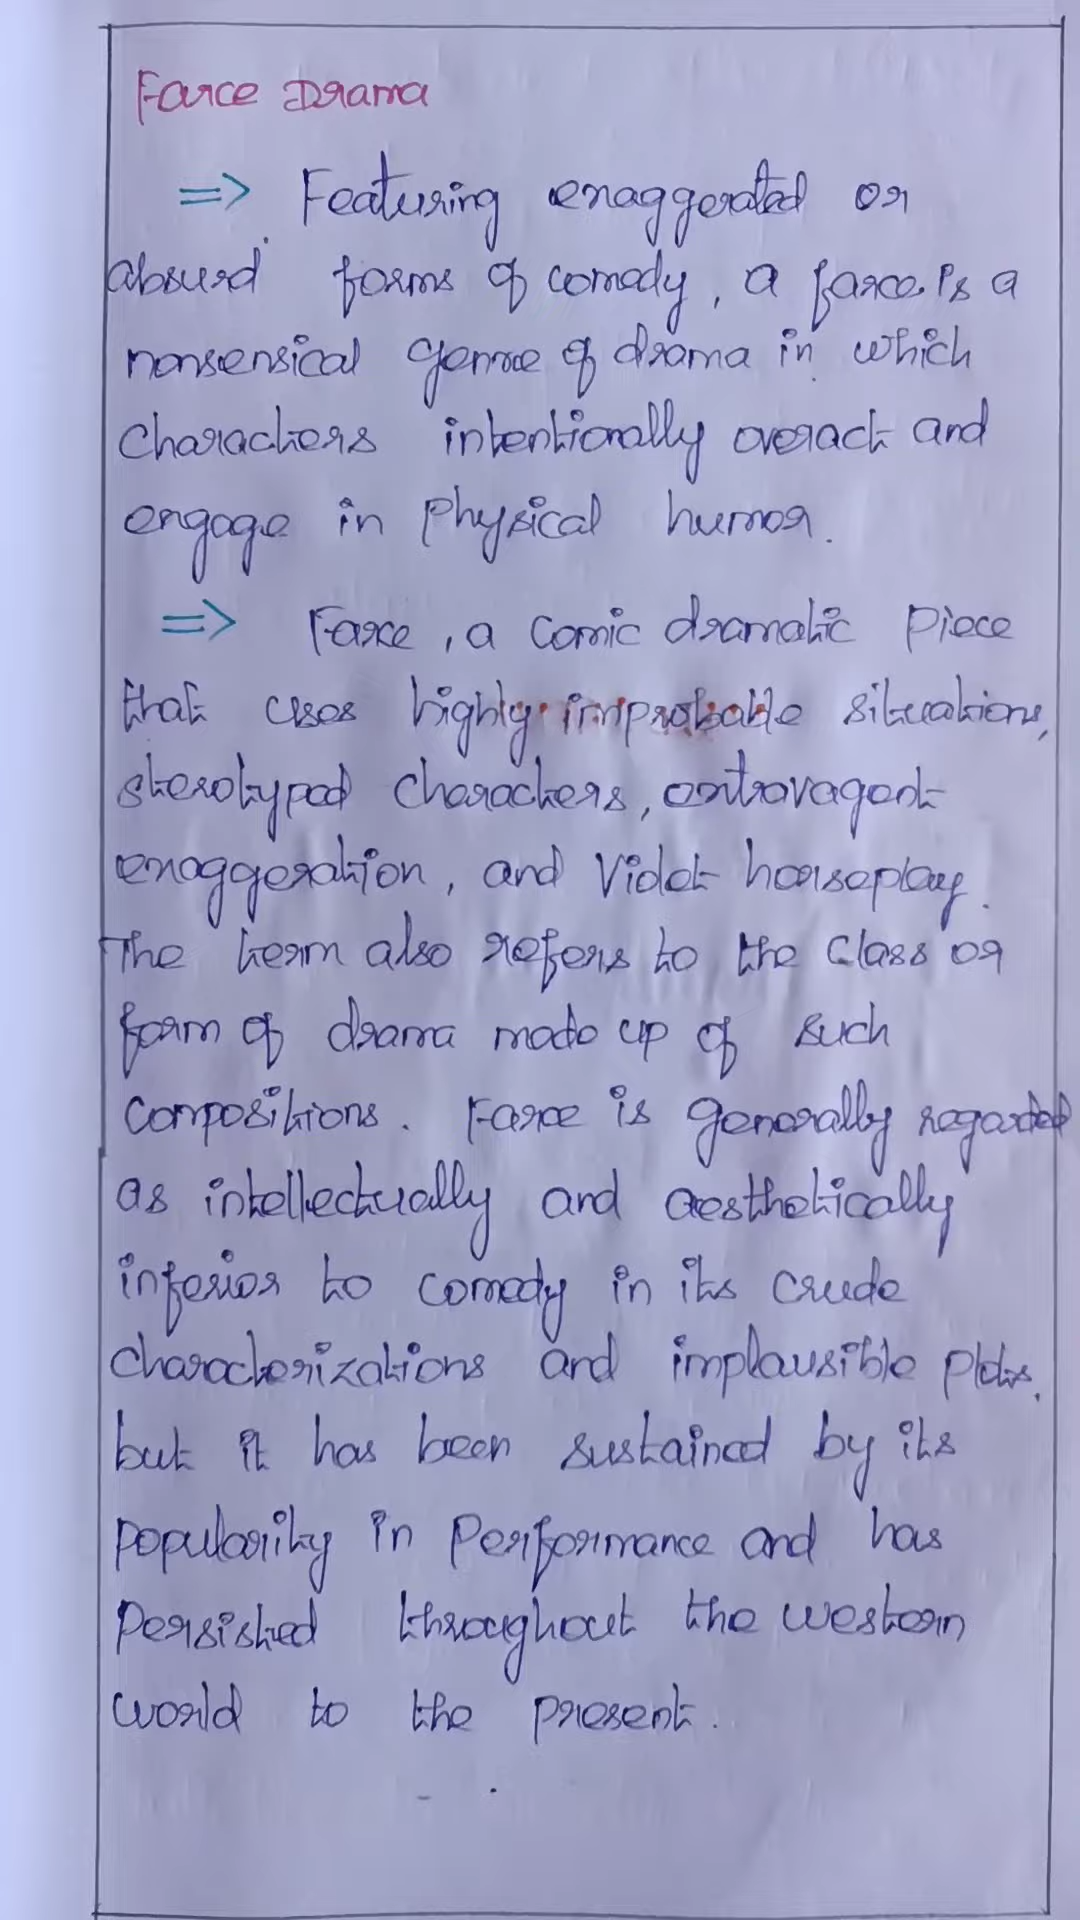 Farce Drama
=> Featuring enaggerated or
absurd forms of comedy, a farce is a
nonsensical genre of drama in which
characters intentionally overact and
engage in physical humor.
=> Farce, a comic dramatic piece
that uses highly improbable situations,
sterotyped characters, extravagant
enaggeration, and violet horseplay.
The term also refers to the class or
form of drama made up of such
compositions. Farce is generally regarded
as intellectually and aesthetically
inferior to comedy in its crude
characterizations and implausible plots,
but it has been sustained by its
popularity in performance and has
persisted throughout the western
world to the present.